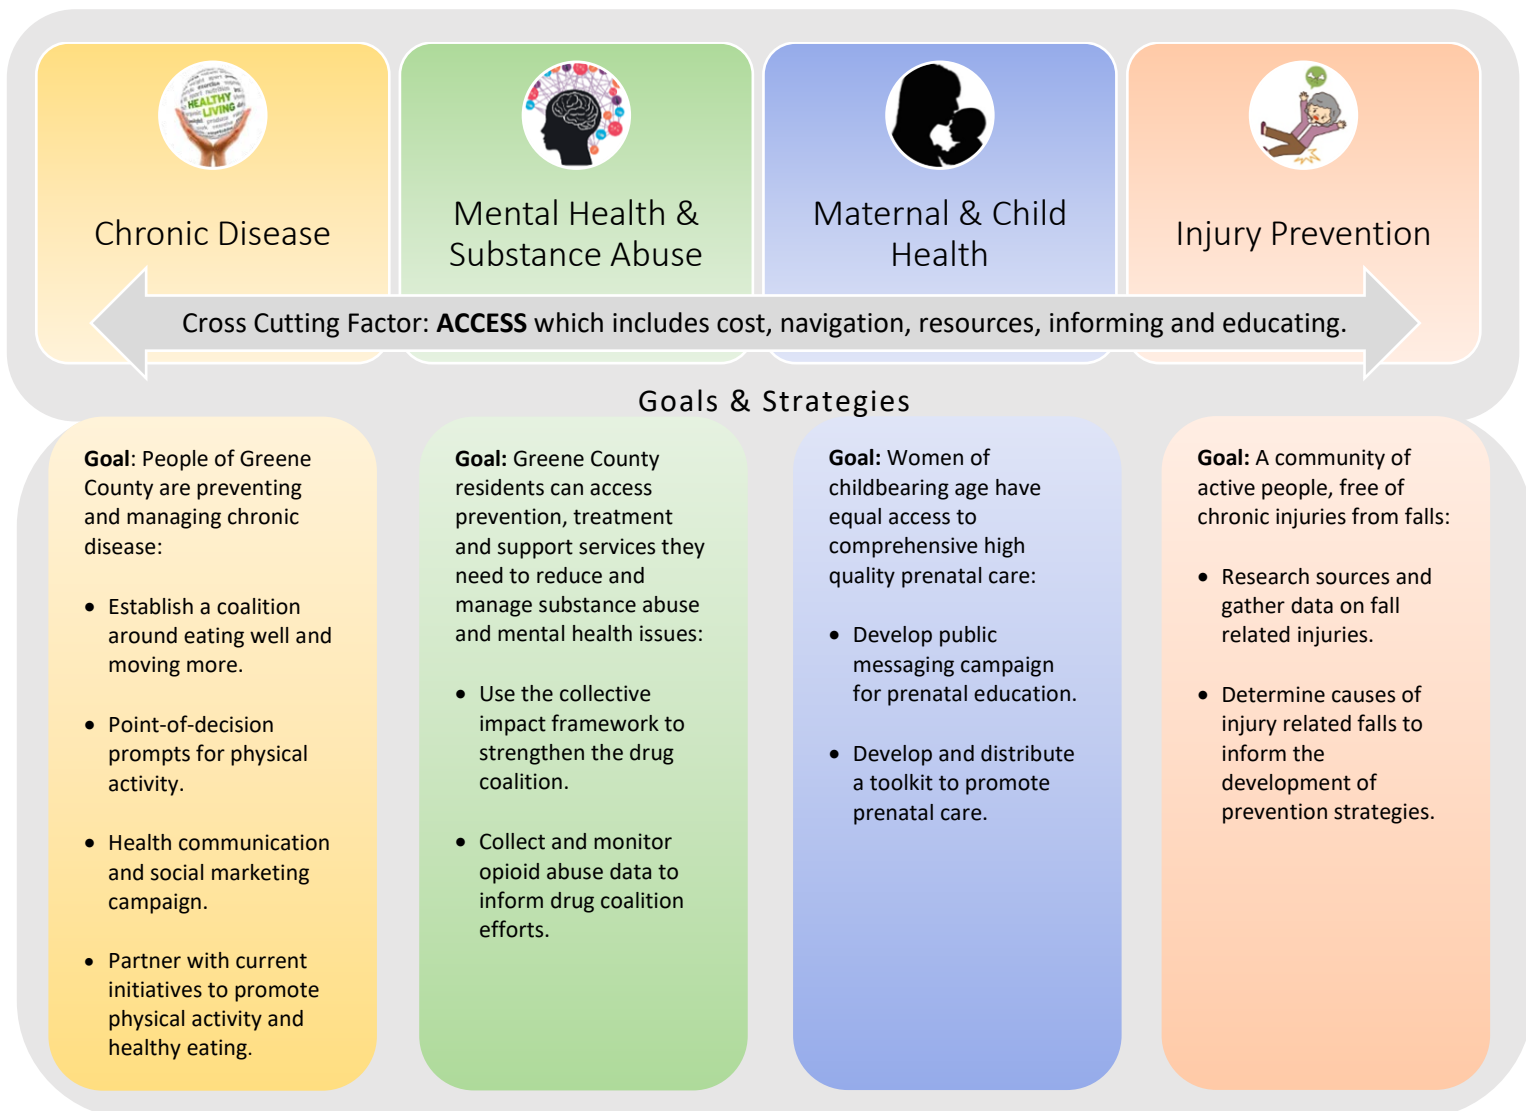 HEALTHY
LIVING
Chronic Disease
Mental Health &
Substance Abuse
Maternal & Child
Health
Injury Prevention
Cross Cutting Factor: ACCESS which includes cost, navigation, resources, informing and educating.
Goals & Strategies
Goal: People of Greene
County are preventing
and managing chronic
disease:
• Establish a coalition
around eating well and
moving more.
• Point-of-decision
prompts for physical
activity.
• Health communication
and social marketing
campaign.
• Partner with current
initiatives to promote
physical activity and
healthy eating.
Goal: Greene County
residents can access
prevention, treatment
and support services they
need to reduce and
manage substance abuse
and mental health issues:
• Use the collective
impact framework to
strengthen the drug
coalition.
• Collect and monitor
opioid abuse data to
inform drug coalition
efforts.
Goal: Women of
childbearing age have
equal access to
comprehensive high
quality prenatal care:
• Develop public
messaging campaign
for prenatal education.
• Develop and distribute
a toolkit to promote
prenatal care.
Goal: A community of
active people, free of
chronic injuries from falls:
• Research sources and
gather data on fall
related injuries.
• Determine causes of
injury related falls to
inform the
development of
prevention strategies.